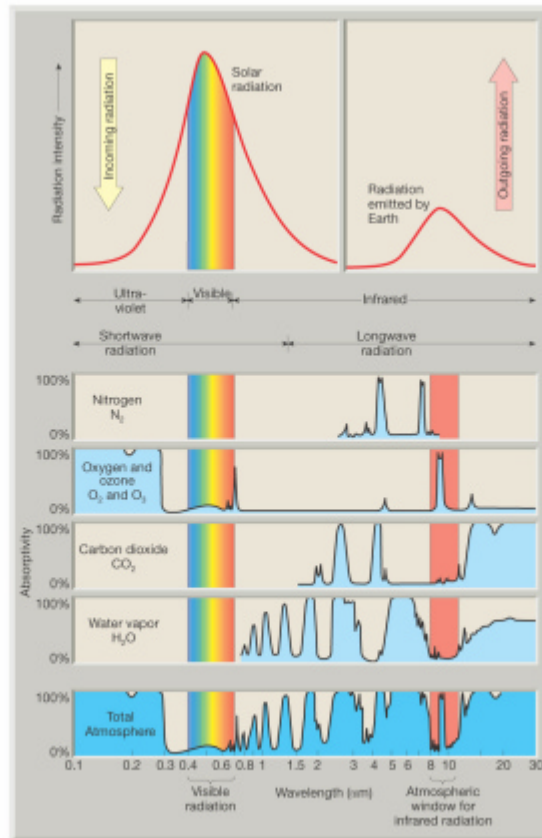 Radiation intensity
Incoming radiation
Solar
radiation
Radiation
emitted by
Earth
Outgoing radiation
Ultra-
violet
Visible
Infrared
Shortwave
radiation
Longwave
radiation
Absorptivity
100%
Nitrogen
N₂
0%
100%
Oxygen and
ozone
O₂ and O₃
0%
100%
Carbon dioxide
CO₂
0%
100%
Water vapor
H₂O
0%
100%
Total
Atmosphere
0%
0.1 0.2 0.3 0.4 0.6 0.8 1 1.5 2 3 4 5 6 8 10 20 30
Visible
radiation
Wavelength (m)
Atmospheric
window for
infrared radiation